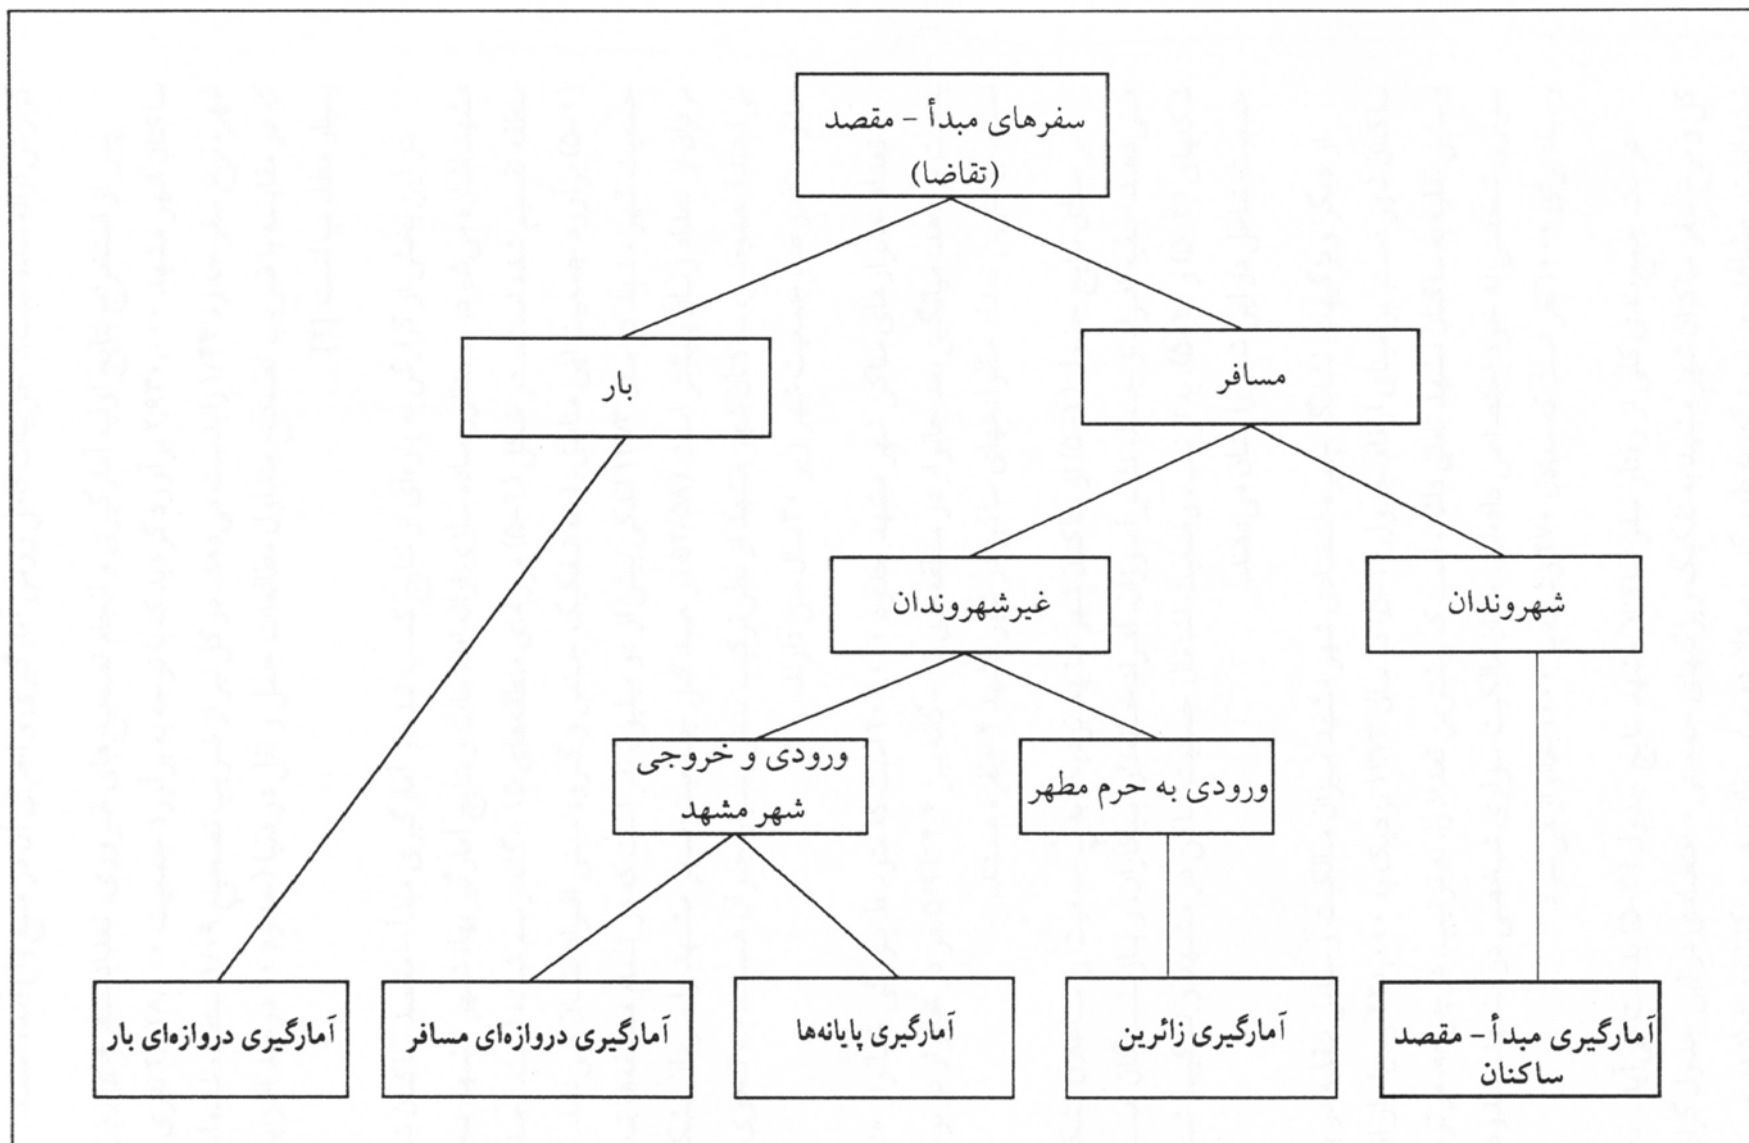 سفرهای مبدأ – مقصد
(تقاضا)
مسافر
بار
شهروندان
غیرشهروندان
ورودی به حرم مطهر
ورودی و خروجی
شهر مشهد
آمارگیری مبدأ – مقصد
ساکنان
آمارگیری زائرین
آمارگیری پایانه‌ها
آمارگیری دروازه‌ای مسافر
آمارگیری دروازه‌ای بار